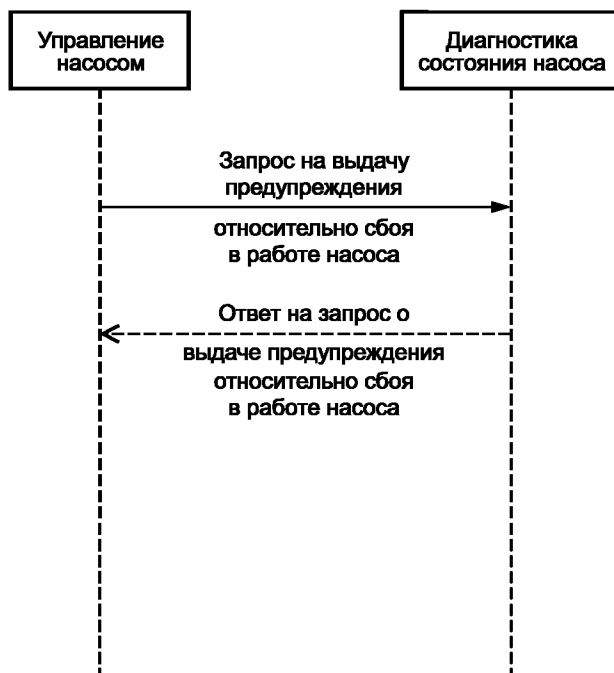 Управление
насосом
Диагностика
состояния насоса
Запрос на выдачу
предупреждения
относительно сбоя
в работе насоса
Ответ на запрос о
выдаче предупреждения
относительно сбоя
в работе насоса